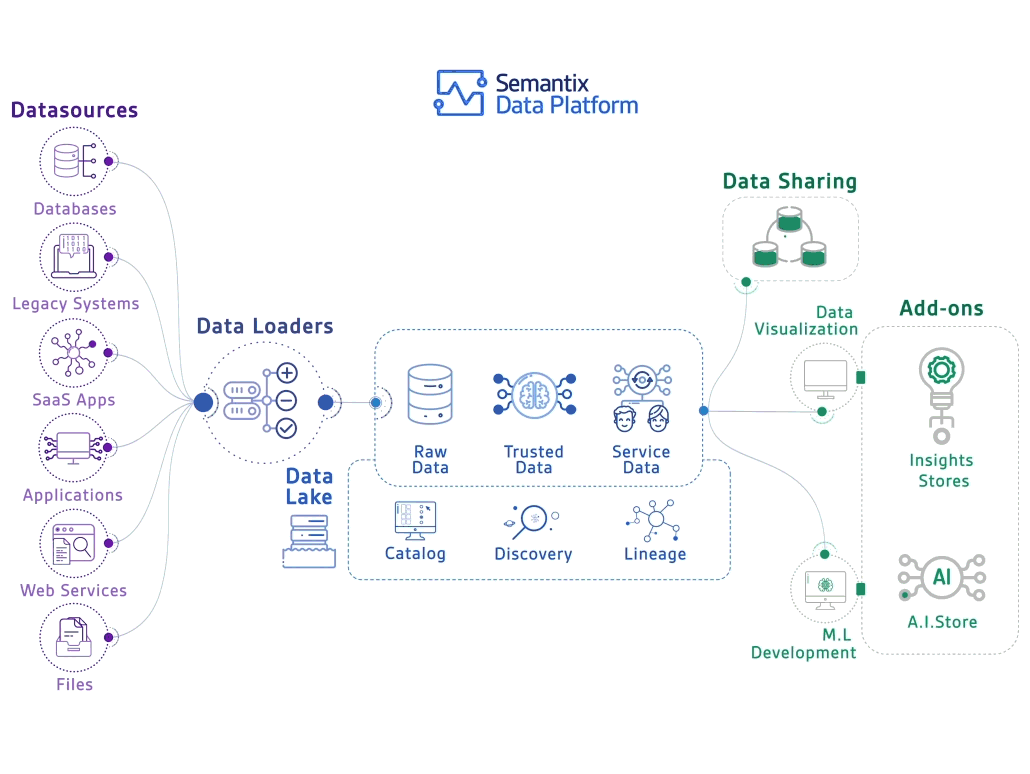 Semantix
Data Platform
Datasources
Databases
Legacy Systems
SaaS Apps
Applications
Web Services
Files
Data Loaders
Data
Lake
Raw
Data
Trusted
Data
Service
Data
Catalog
Discovery
Lineage
Data Sharing
Data
Visualization
M.L
Development
Add-ons
Insights
Stores
AI
A.I.Store